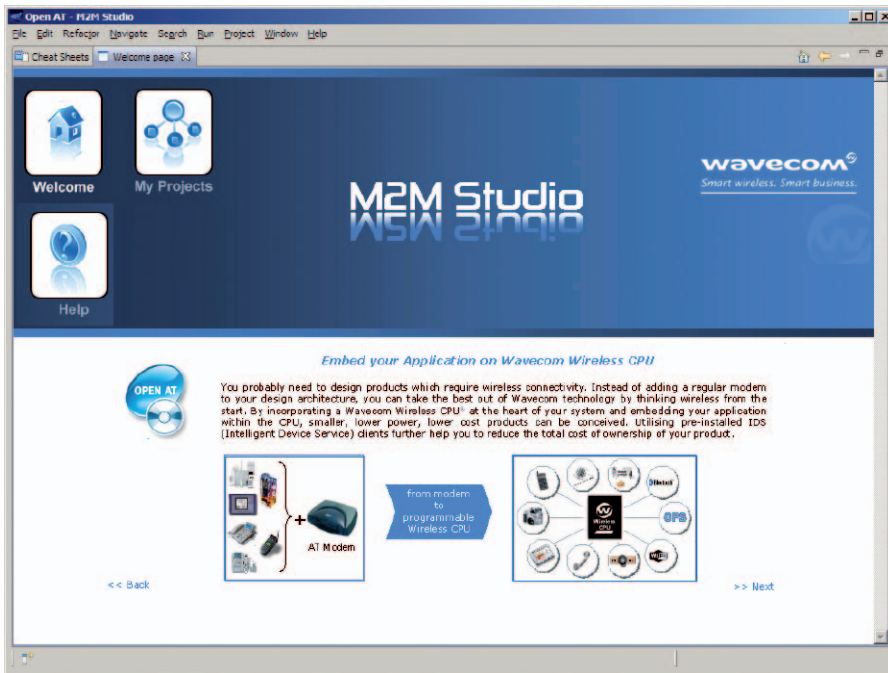 Open AT - M2M Studio
File Edit Refactor Navigate Search Run Project Window Help
Cheat Sheets Welcome page
Welcome
My Projects
Help
M2M Studio
wavecom
Smart wireless. Smart business.
OPEN AT
Embed your Application on Wavecom Wireless CPU
You probably need to design products which require wireless connectivity. Instead of adding a regular modem
to your design architecture, you can take the best out of Wavecom technology by thinking wireless from the
start. By incorporating a Wavecom Wireless CPU® at the heart of your system and embedding your application
within the CPU, smaller, lower power, lower cost products can be conceived. Utilising pre-installed IDS
(Intelligent Device Service) clients further help you to reduce the total cost of ownership of your product.
+
AT Modem
from modem
to
programmable
Wireless CPU
Bluetooth
Wireless
CPU
GPS
WiFi
<< Back
>> Next